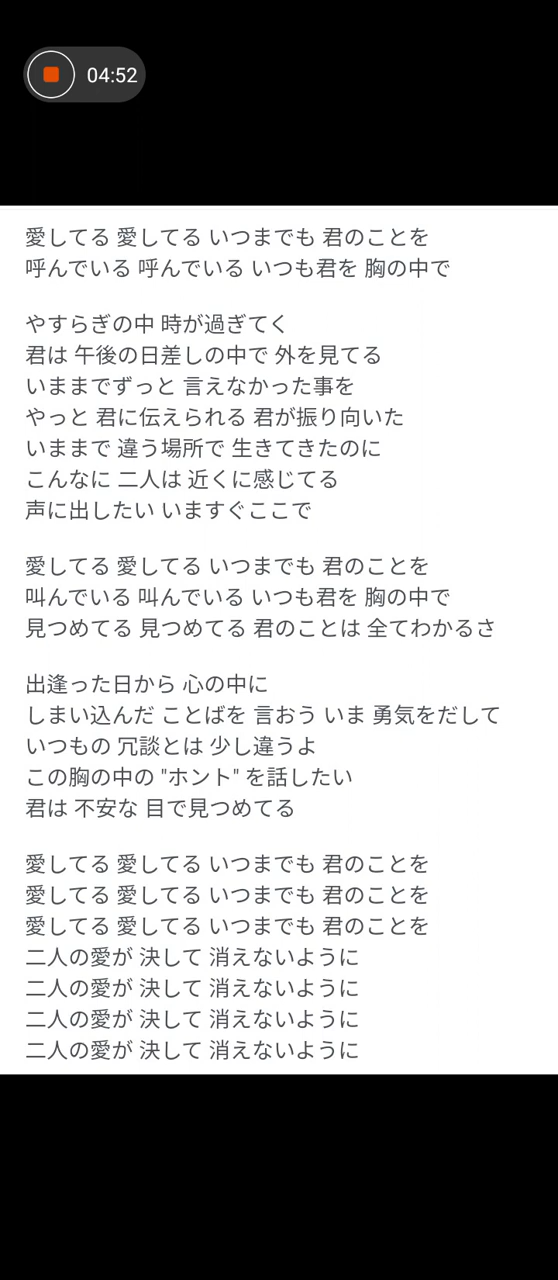 04:52
愛してる 愛してる いつまでも 君のことを
呼んでいる 呼んでいる いつも君を 胸の中で
やすらぎの中 時が過ぎてく
君は 午後の日差しの中で 外を見てる
いままでずっと 言えなかった事を
やっと 君に伝えられる 君が振り向いた
いままで 違う場所で 生きてきたのに
こんなに 二人は 近くに感じてる
声に出したい いますぐここで
愛してる 愛してる いつまでも 君のことを
叫んでいる 叫んでいる いつも君を 胸の中で
見つめてる 見つめてる 君のことは 全てわかるさ
出逢った日から 心の中に
しまい込んだ ことばを 言おう いま 勇気をだして
いつもの 冗談とは 少し違うよ
この胸の中の "ホント" を話したい
君は 不安な 目で見つめてる
愛してる 愛してる いつまでも 君のことを
愛してる 愛してる いつまでも 君のことを
愛してる 愛してる いつまでも 君のことを
二人の愛が 決して 消えないように
二人の愛が 決して 消えないように
二人の愛が 決して 消えないように
二人の愛が 決して 消えないように